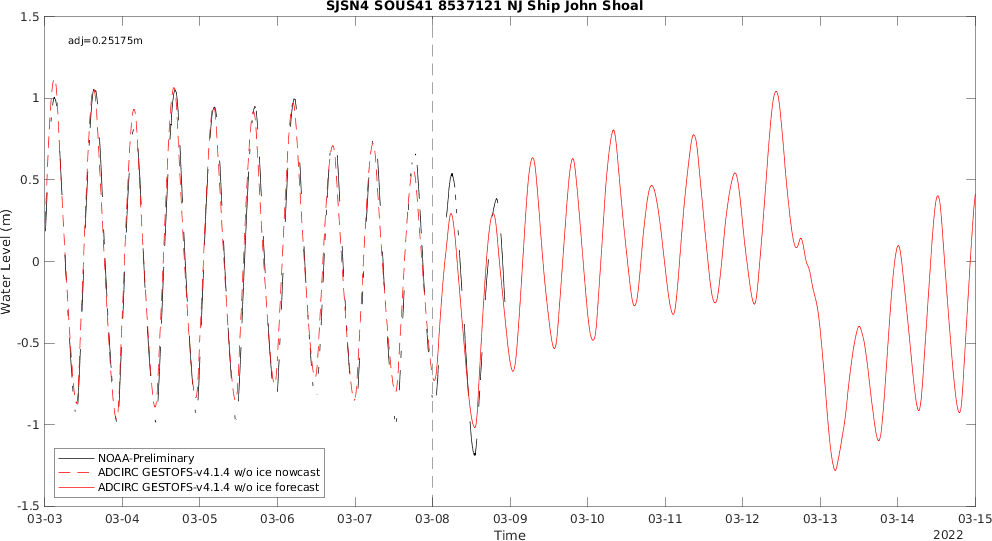 SJSN4 SOUS41 8537121 NJ Ship John Shoal
adj=0.25175m
1.5
1
0.5
0
-0.5
-1
-1.5
Water Level (m)
NOAA-Preliminary
ADCIRC GESTOFS-v4.1.4 w/o ice nowcast
ADCIRC GESTOFS-v4.1.4 w/o ice forecast
03-03 03-04 03-05 03-06 03-07 03-08 03-09 03-10 03-11 03-12 03-13 03-14 03-15
Time
2022